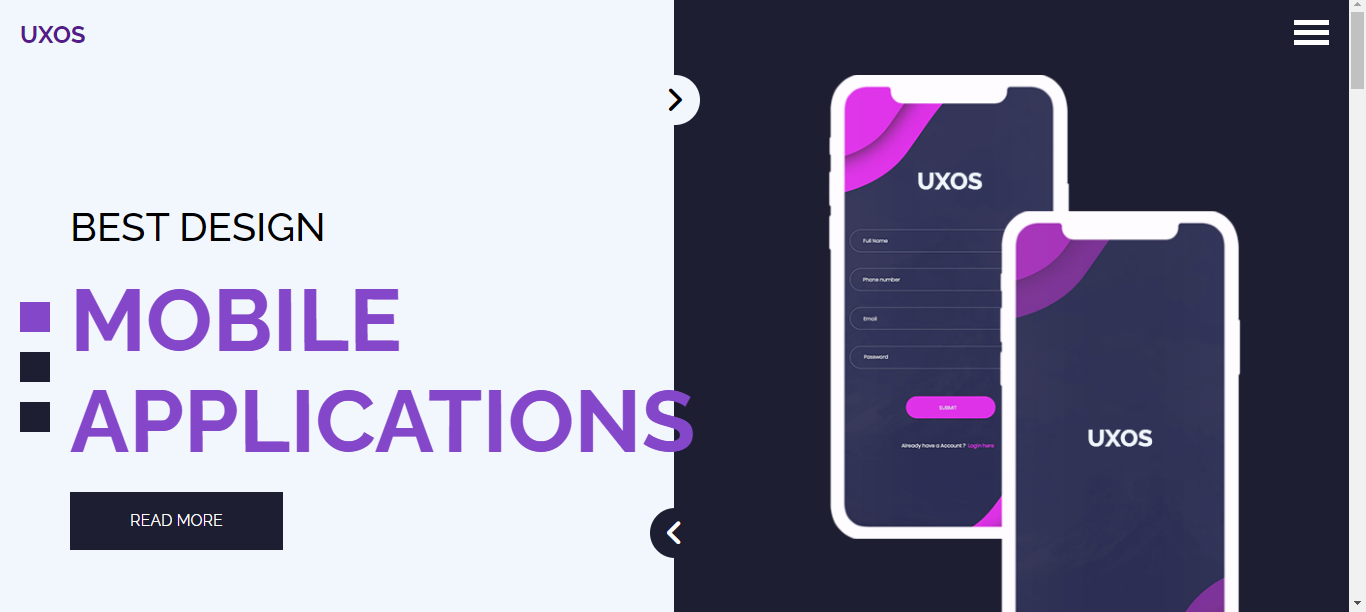 UXOS
BEST DESIGN
MOBILE
APPLICATIONS
READ MORE
UXOS
Full Name
Phone number
Email
Password
SUBMIT
Already have a Account ? Login here
UXOS